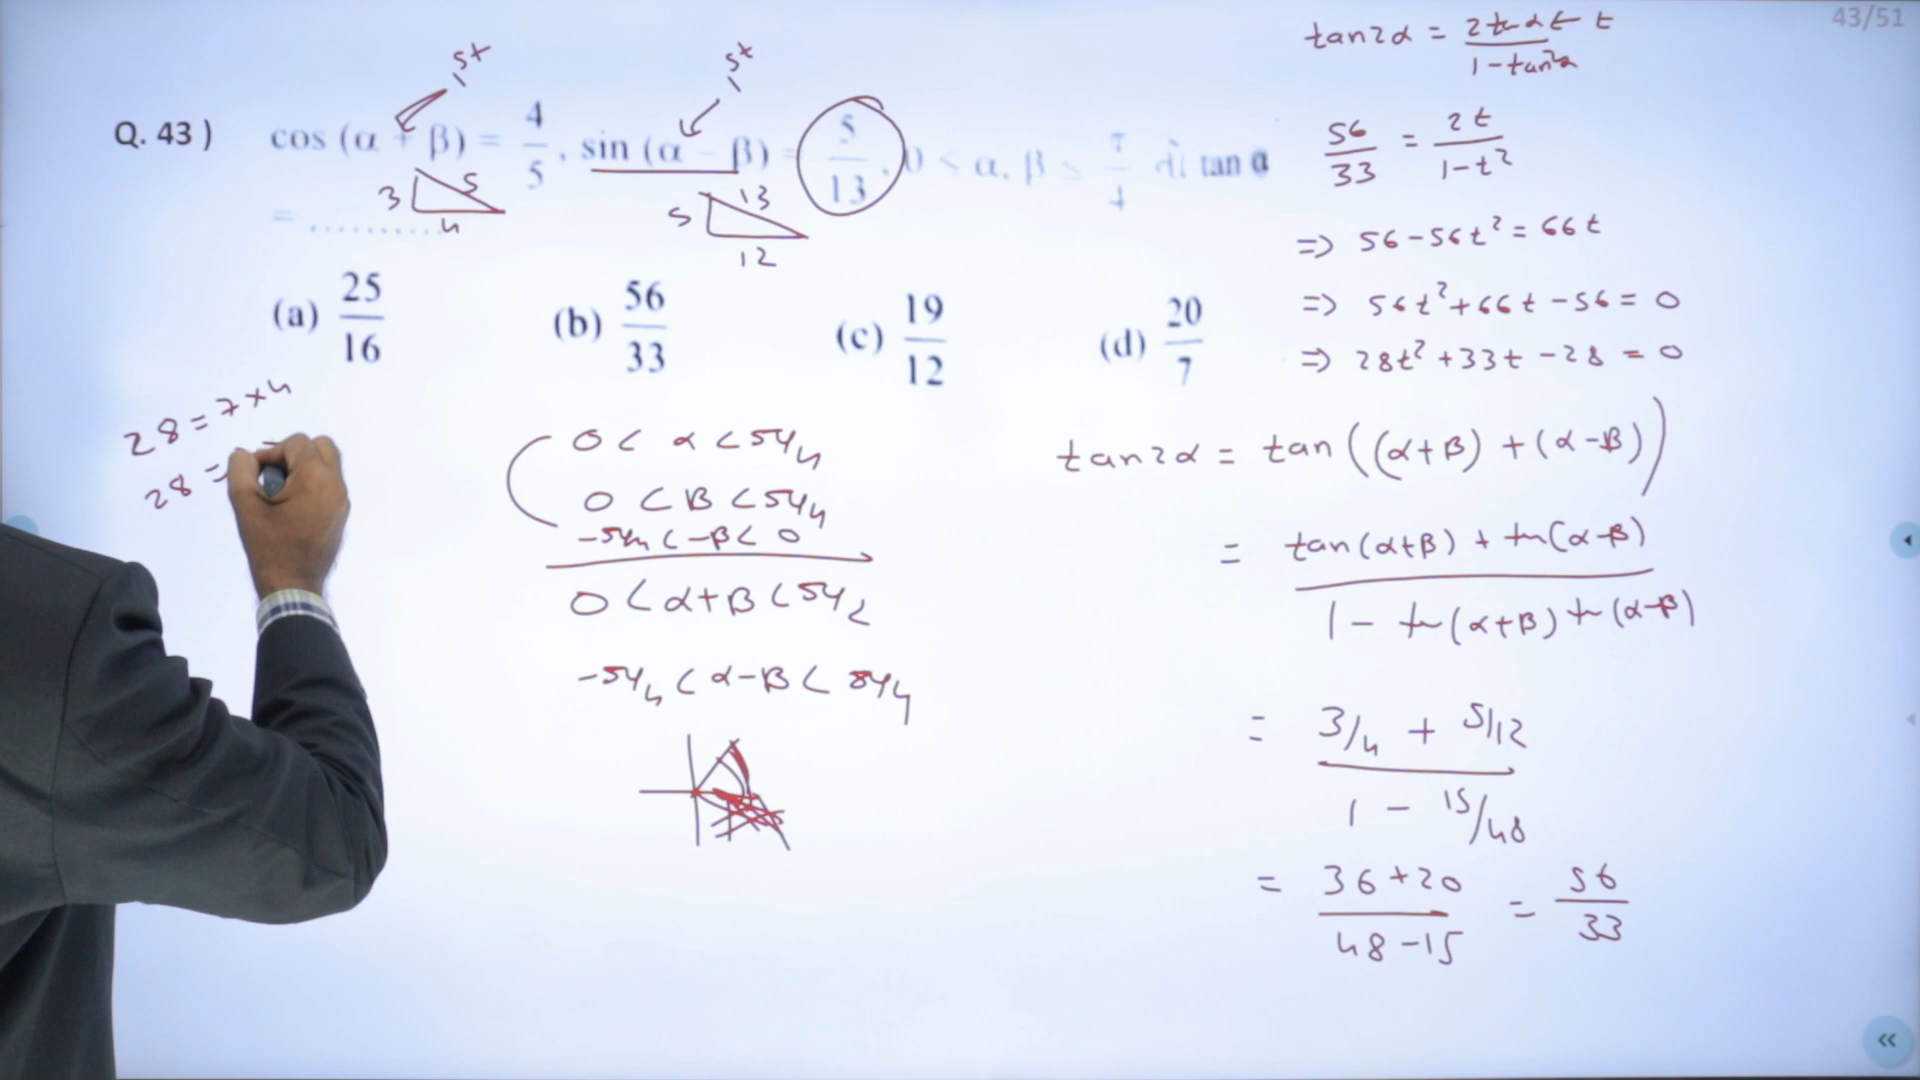 43/51
Q. 43 ) cos (α + β) = 4/5 , sin (α - β) = 5/13 , 0 < α, β > π/4 di tan α
= ..........
1st
1st
3 5 4
5 13 12
(a) 25/16 (b) 56/33 (c) 19/12 (d) 20/7
28 = 7 × 4
28 =
0 < α < π/4
0 < β < π/4
-π/4 < -β < 0
0 < α+β < π/2
-π/4 < α-β < π/4
tan2α = 2tanα/1-tan²α ← t
56/33 = 2t/1-t²
=> 56-56t² = 66t
=> 56t²+66t-56 = 0
=> 28t²+33t-28 = 0
tan2α = tan((α+β)+(α-β))
= tan(α+β) + tan(α-β) / 1 - tan(α+β) tan(α-β)
= 3/4 + 5/12 / 1 - 15/48
= 36+20/48-15 = 56/33
«